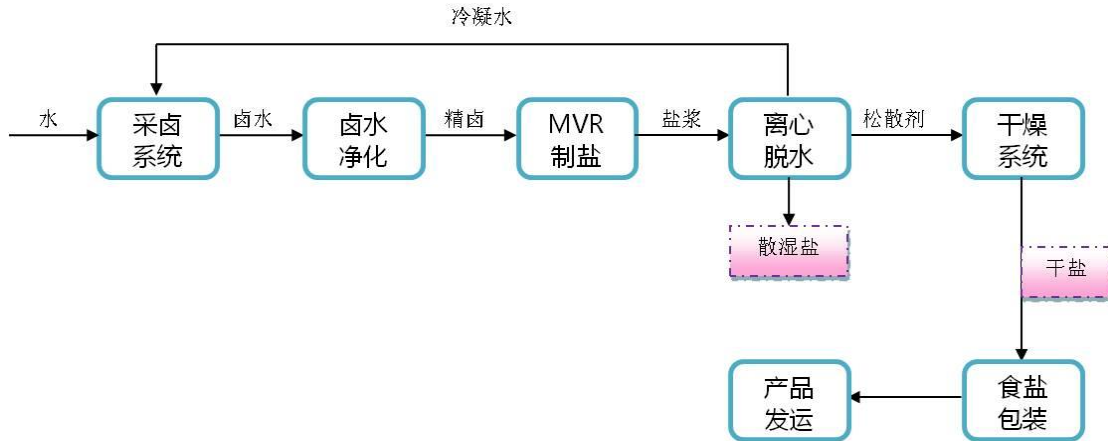 冷凝水
水
采卤
系统
卤水
卤水
净化
精卤
MVR
制盐
盐浆
离心
脱水
松散剂
干燥
系统
散湿盐
干盐
产品
发运
食盐
包装